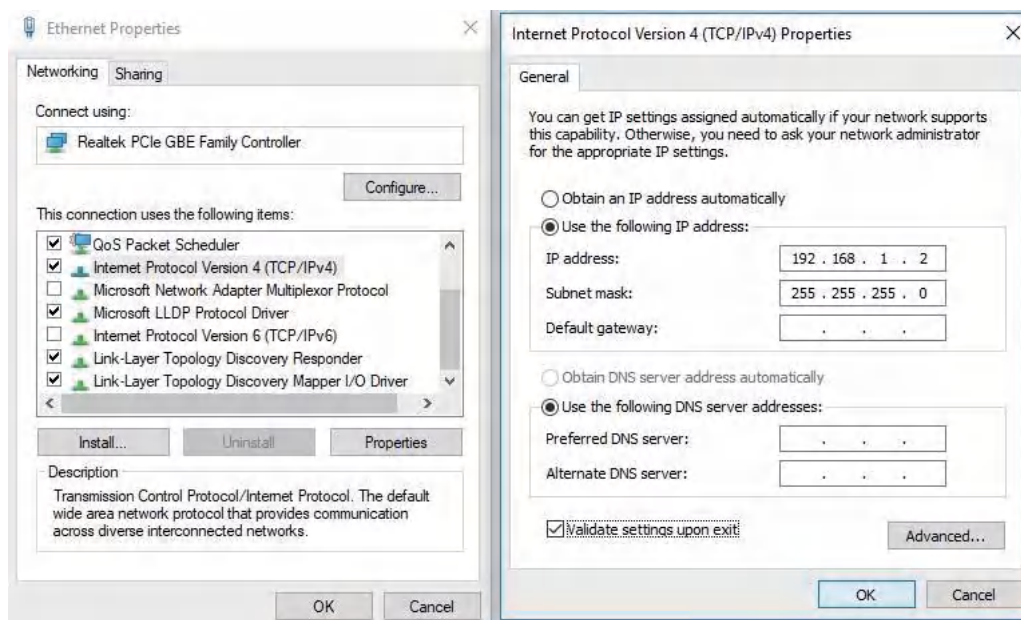 Ethernet Properties
Networking
Sharing
Connect using:
Realtek PCIe GBE Family Controller
Configure...
This connection uses the following items:
QoS Packet Scheduler
Internet Protocol Version 4 (TCP/IPv4)
Microsoft Network Adapter Multiplexor Protocol
Microsoft LLDP Protocol Driver
Internet Protocol Version 6 (TCP/IPv6)
Link-Layer Topology Discovery Responder
Link-Layer Topology Discovery Mapper I/O Driver
Install...
Uninstall
Properties
Description
Transmission Control Protocol/Internet Protocol. The default
wide area network protocol that provides communication
across diverse interconnected networks.
OK
Cancel
Internet Protocol Version 4 (TCP/IPv4) Properties
General
You can get IP settings assigned automatically if your network supports
this capability. Otherwise, you need to ask your network administrator
for the appropriate IP settings.
Obtain an IP address automatically
Use the following IP address:
IP address: 192 . 168 . 1 . 2
Subnet mask: 255 . 255 . 255 . 0
Default gateway: . . .
Obtain DNS server address automatically
Use the following DNS server addresses:
Preferred DNS server: . . .
Alternate DNS server: . . .
Validate settings upon exit
Advanced...
OK
Cancel